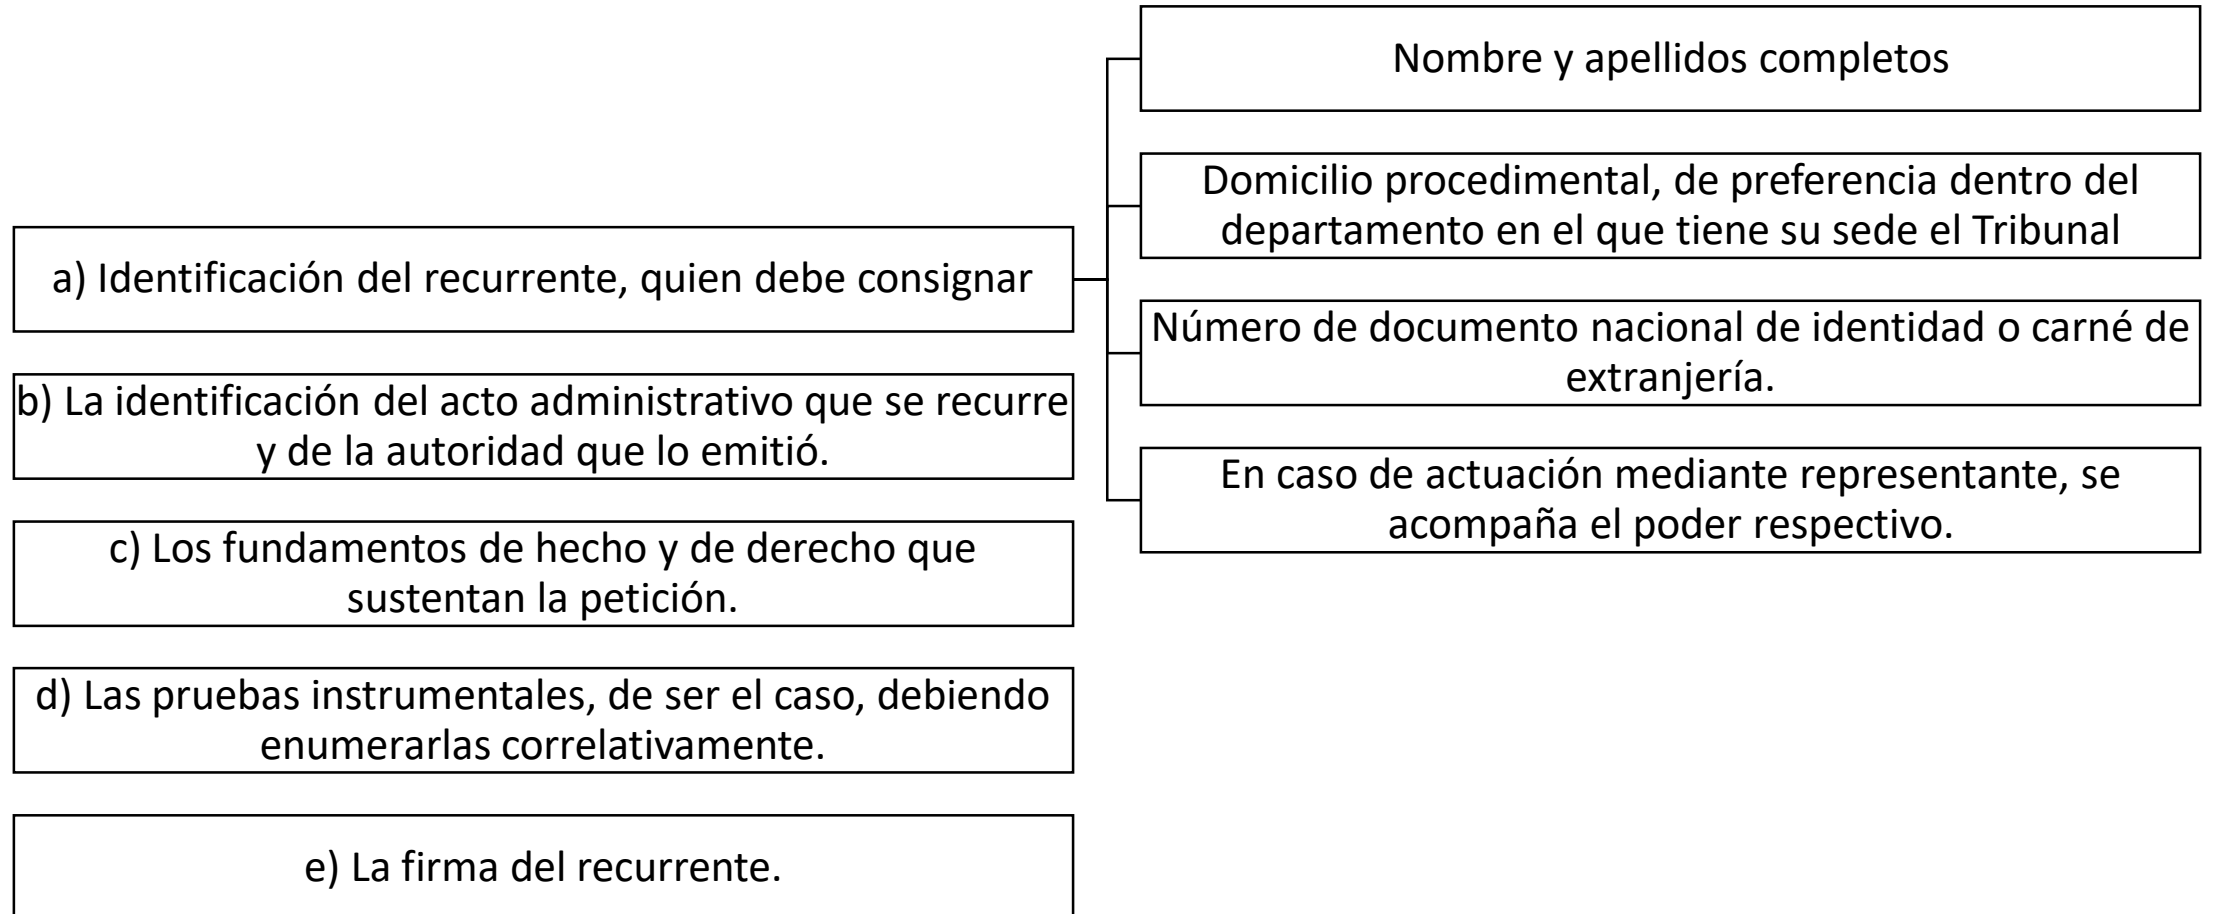 a) Identificación del recurrente, quien debe consignar
Nombre y apellidos completos
Domicilio procedimental, de preferencia dentro del
departamento en el que tiene su sede el Tribunal
Número de documento nacional de identidad o carné de
extranjería.
En caso de actuación mediante representante, se
acompaña el poder respectivo.
b) La identificación del acto administrativo que se recurre
y de la autoridad que lo emitió.
c) Los fundamentos de hecho y de derecho que
sustentan la petición.
d) Las pruebas instrumentales, de ser el caso, debiendo
enumerarlas correlativamente.
e) La firma del recurrente.